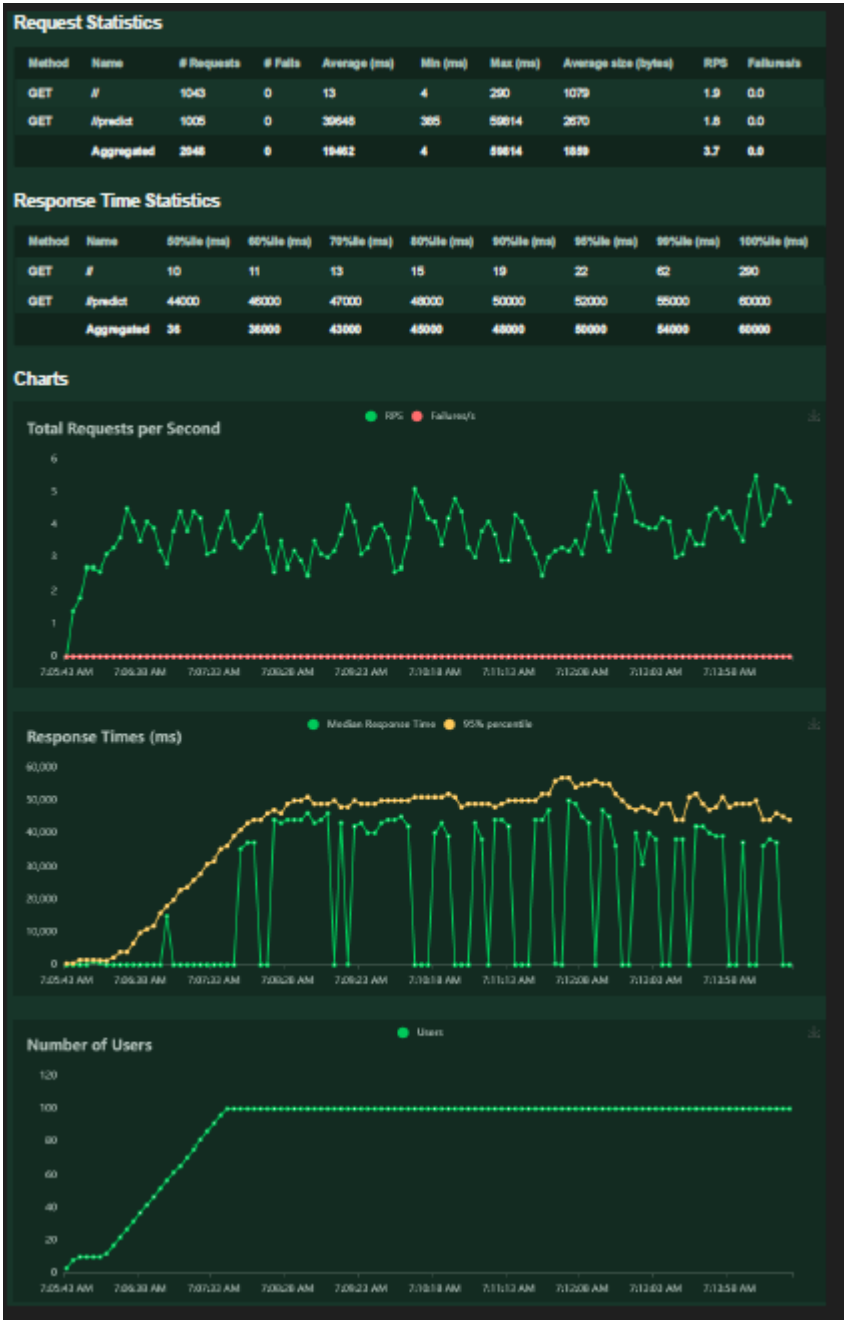 Request Statistics
Method Name # Requests # Fails Average (ms) Min (ms) Max (ms) Average size (bytes) RPS Failures/s
GET // 1043 0 13 4 290 1079 1.9 0.0
GET //predict 1005 0 39648 385 59814 2670 1.8 0.0
Aggregated 2048 0 19462 4 59814 1859 3.7 0.0
Response Time Statistics
Method Name 50%ile (ms) 60%ile (ms) 70%ile (ms) 80%ile (ms) 90%ile (ms) 95%ile (ms) 99%ile (ms) 100%ile (ms)
GET // 10 11 13 15 19 22 62 290
GET //predict 44000 46000 47000 48000 50000 52000 55000 60000
Aggregated 36 36000 43000 45000 48000 50000 54000 60000
Charts
RPS Failures/s
Total Requests per Second
6
5
4
3
2
1
0
7:05:43 AM 7:06:38 AM 7:07:33 AM 7:08:28 AM 7:09:23 AM 7:10:18 AM 7:11:13 AM 7:12:08 AM 7:13:03 AM 7:13:58 AM
Median Response Time 95% percentile
Response Times (ms)
60,000
50,000
40,000
30,000
20,000
10,000
0
7:05:43 AM 7:06:38 AM 7:07:33 AM 7:08:28 AM 7:09:23 AM 7:10:18 AM 7:11:13 AM 7:12:08 AM 7:13:03 AM 7:13:58 AM
Users
Number of Users
120
100
80
60
40
20
0
7:05:43 AM 7:06:38 AM 7:07:33 AM 7:08:28 AM 7:09:23 AM 7:10:18 AM 7:11:13 AM 7:12:08 AM 7:13:03 AM 7:13:58 AM